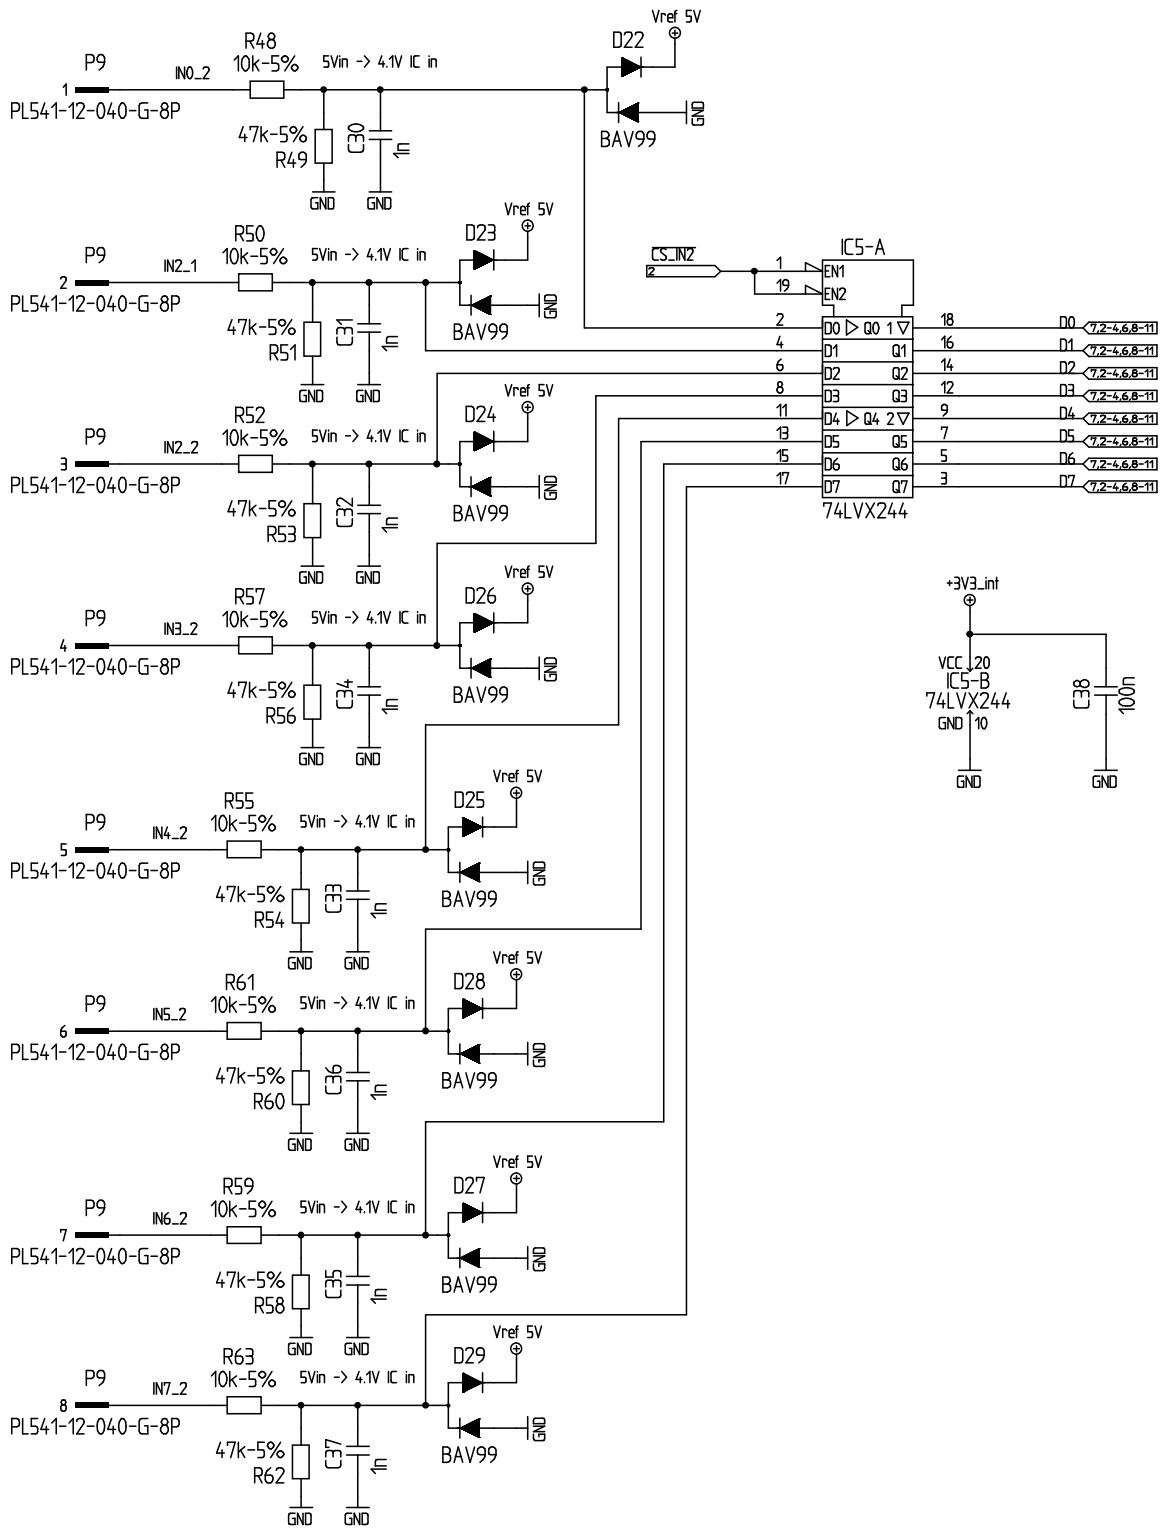 Vref 5V
D22
R48
10k-5%
5Vin -> 4.1V IC in
P9
IN0_2
1
PL541-12-040-G-8P
GND
BAV99
47k-5%
R49
C30
1n
GND
GND
Vref 5V
D23
R50
10k-5%
5Vin -> 4.1V IC in
P9
IN2_1
2
PL541-12-040-G-8P
GND
BAV99
47k-5%
R51
C31
1n
GND
GND
Vref 5V
D24
R52
10k-5%
5Vin -> 4.1V IC in
P9
IN2_2
3
PL541-12-040-G-8P
GND
BAV99
47k-5%
R53
C32
1n
GND
GND
Vref 5V
D26
R57
10k-5%
5Vin -> 4.1V IC in
P9
IN3_2
4
PL541-12-040-G-8P
GND
BAV99
47k-5%
R56
C34
1n
GND
GND
Vref 5V
D25
R55
10k-5%
5Vin -> 4.1V IC in
P9
IN4_2
5
PL541-12-040-G-8P
GND
BAV99
47k-5%
R54
C33
1n
GND
GND
Vref 5V
D28
R61
10k-5%
5Vin -> 4.1V IC in
P9
IN5_2
6
PL541-12-040-G-8P
GND
BAV99
47k-5%
R60
C36
1n
GND
GND
Vref 5V
D27
R59
10k-5%
5Vin -> 4.1V IC in
P9
IN6_2
7
PL541-12-040-G-8P
GND
BAV99
47k-5%
R58
C35
1n
GND
GND
Vref 5V
D29
R63
10k-5%
5Vin -> 4.1V IC in
P9
IN7_2
8
PL541-12-040-G-8P
GND
BAV99
47k-5%
R62
C37
1n
GND
GND
IC5-A
CS_IN2
2
1 EN1
19 EN2
2 D0 Q0 1 18 D0 7,2-4,6,8-11
4 D1 Q1 16 D1 7,2-4,6,8-11
6 D2 Q2 14 D2 7,2-4,6,8-11
8 D3 Q3 12 D3 7,2-4,6,8-11
11 D4 Q4 2 9 D4 7,2-4,6,8-11
13 D5 Q5 7 D5 7,2-4,6,8-11
15 D6 Q6 5 D6 7,2-4,6,8-11
17 D7 Q7 3 D7 7,2-4,6,8-11
74LVX244
+3V3_int
VCC 20
IC5-B
74LVX244
GND 10
C38
100n
GND
GND